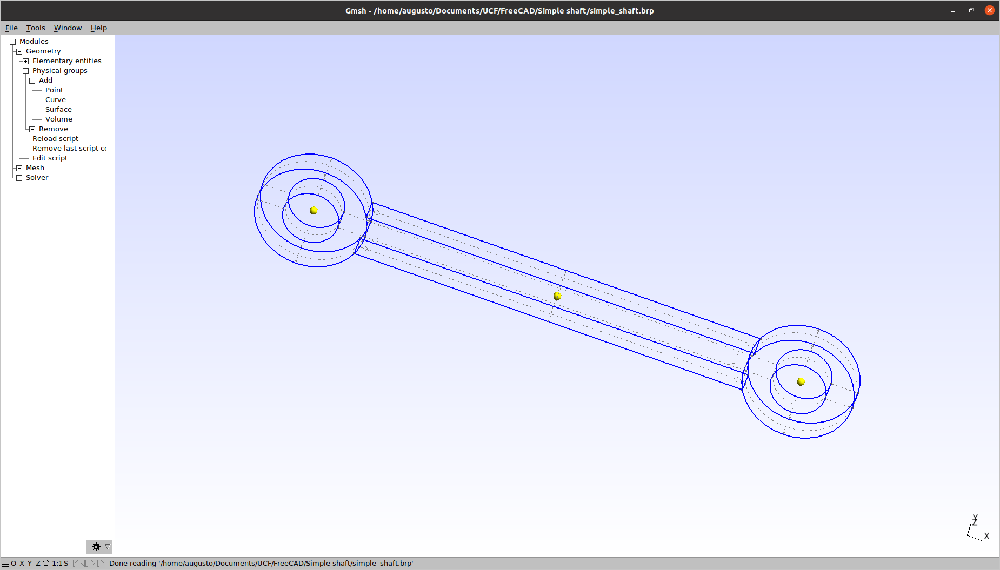 Gmsh - /home/augusto/Documents/UCF/FreeCAD/Simple shaft/simple_shaft.brp
File Tools Window Help
Modules
Geometry
Elementary entities
Physical groups
Add
Point
Curve
Surface
Volume
Remove
Reload script
Remove last script co
Edit script
Mesh
Solver
Y
Z
X
O X Y Z 1:1 S Done reading '/home/augusto/Documents/UCF/FreeCAD/Simple shaft/simple_shaft.brp'